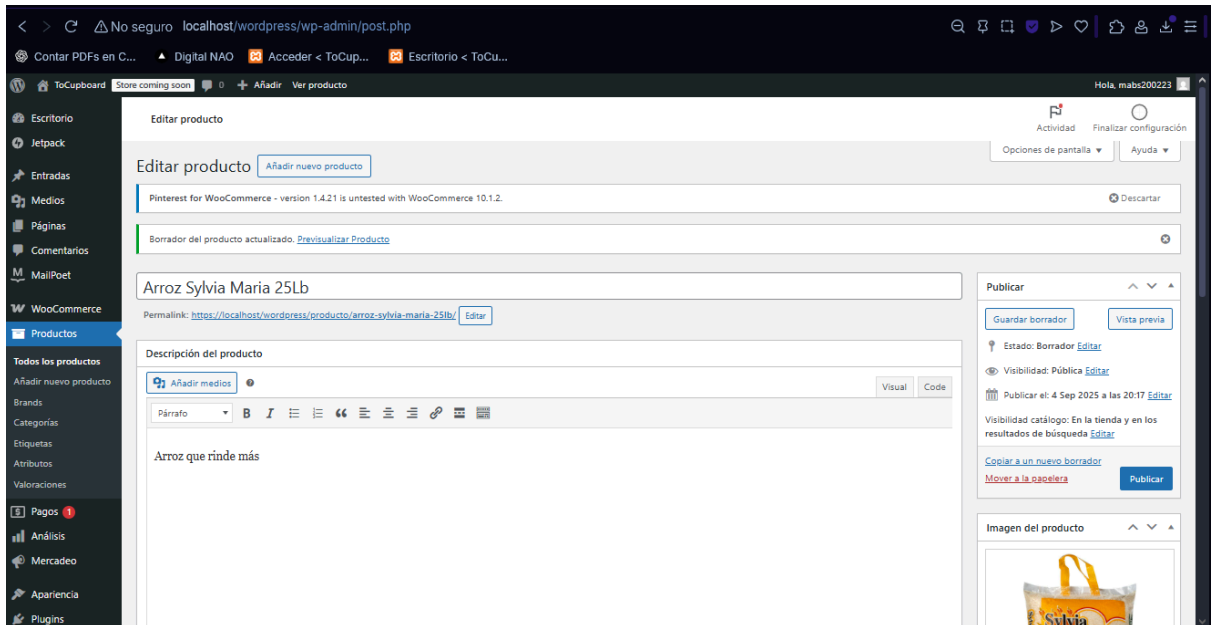 No seguro localhost/wordpress/wp-admin/post.php
Contar PDFs en C... Digital NAO Acceder < ToCup... Escritorio < ToCu...
ToCupboard Store coming soon 0 Añadir Ver producto Hola, mabs200223
Escritorio
Jetpack
Entradas
Medios
Páginas
Comentarios
MailPoet
WooCommerce
Productos
Todos los productos
Añadir nuevo producto
Brands
Categorías
Etiquetas
Atributos
Valoraciones
Pagos 1
Análisis
Mercadeo
Apariencia
Plugins
Editar producto
Actividad Finalizar configuración
Opciones de pantalla Ayuda
Editar producto Añadir nuevo producto
Pinterest for WooCommerce - version 1.4.21 is untested with WooCommerce 10.1.2. Descartar
Borrador del producto actualizado. Previsualizar Producto
Arroz Sylvia Maria 25Lb
Permalink: https://localhost/wordpress/producto/arroz-sylvia-maria-25lb/ Editar
Descripción del producto
Añadir medios Visual Code
Párrafo B I
Arroz que rinde más
Publicar
Guardar borrador Vista previa
Estado: Borrador Editar
Visibilidad: Pública Editar
Publicar el: 4 Sep 2025 a las 20:17 Editar
Visibilidad catálogo: En la tienda y en los
resultados de búsqueda Editar
Copiar a un nuevo borrador
Mover a la papelera Publicar
Imagen del producto
Sylvia